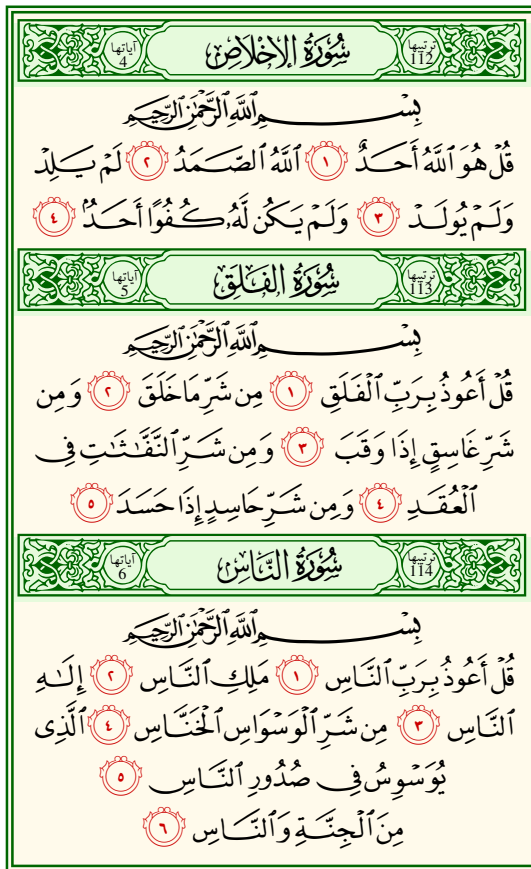 ترتيبها 112 سُورَةُ الإِخْلَاصِ آياتها 4
بِسْمِ ٱللَّهِ ٱلرَّحْمَٰنِ ٱلرَّحِيمِ
قُلْ هُوَ ٱللَّهُ أَحَدٌ ١ ٱللَّهُ ٱلصَّمَدُ ٢ لَمْ يَلِدْ
وَلَمْ يُولَدْ ٣ وَلَمْ يَكُن لَّهُۥ كُفُوًا أَحَدٌۢ ٤
ترتيبها 113 سُورَةُ الفَلَقِ آياتها 5
بِسْمِ ٱللَّهِ ٱلرَّحْمَٰنِ ٱلرَّحِيمِ
قُلْ أَعُوذُ بِرَبِّ ٱلْفَلَقِ ١ مِن شَرِّ مَا خَلَقَ ٢ وَمِن
شَرِّ غَاسِقٍ إِذَا وَقَبَ ٣ وَمِن شَرِّ ٱلنَّفَّٰثَٰتِ فِى
ٱلْعُقَدِ ٤ وَمِن شَرِّ حَاسِدٍ إِذَا حَسَدَ ٥
ترتيبها 114 سُورَةُ النَّاسِ آياتها 6
بِسْمِ ٱللَّهِ ٱلرَّحْمَٰنِ ٱلرَّحِيمِ
قُلْ أَعُوذُ بِرَبِّ ٱلنَّاسِ ١ مَلِكِ ٱلنَّاسِ ٢ إِلَٰهِ
ٱلنَّاسِ ٣ مِن شَرِّ ٱلْوَسْوَاسِ ٱلْخَنَّاسِ ٤ ٱلَّذِى
يُوَسْوِسُ فِى صُدُورِ ٱلنَّاسِ ٥
مِنَ ٱلْجِنَّةِ وَٱلنَّاسِ ٦